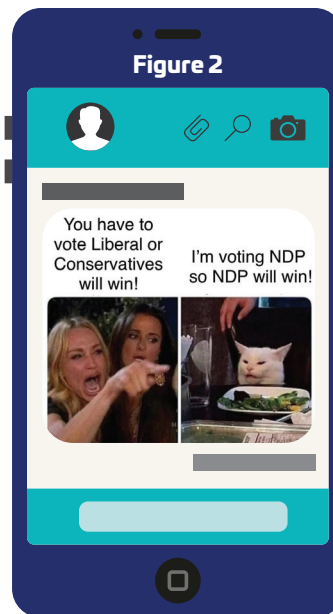 Figure 2
You have to
vote Liberal or
Conservatives
will win!
I'm voting NDP
so NDP will win!